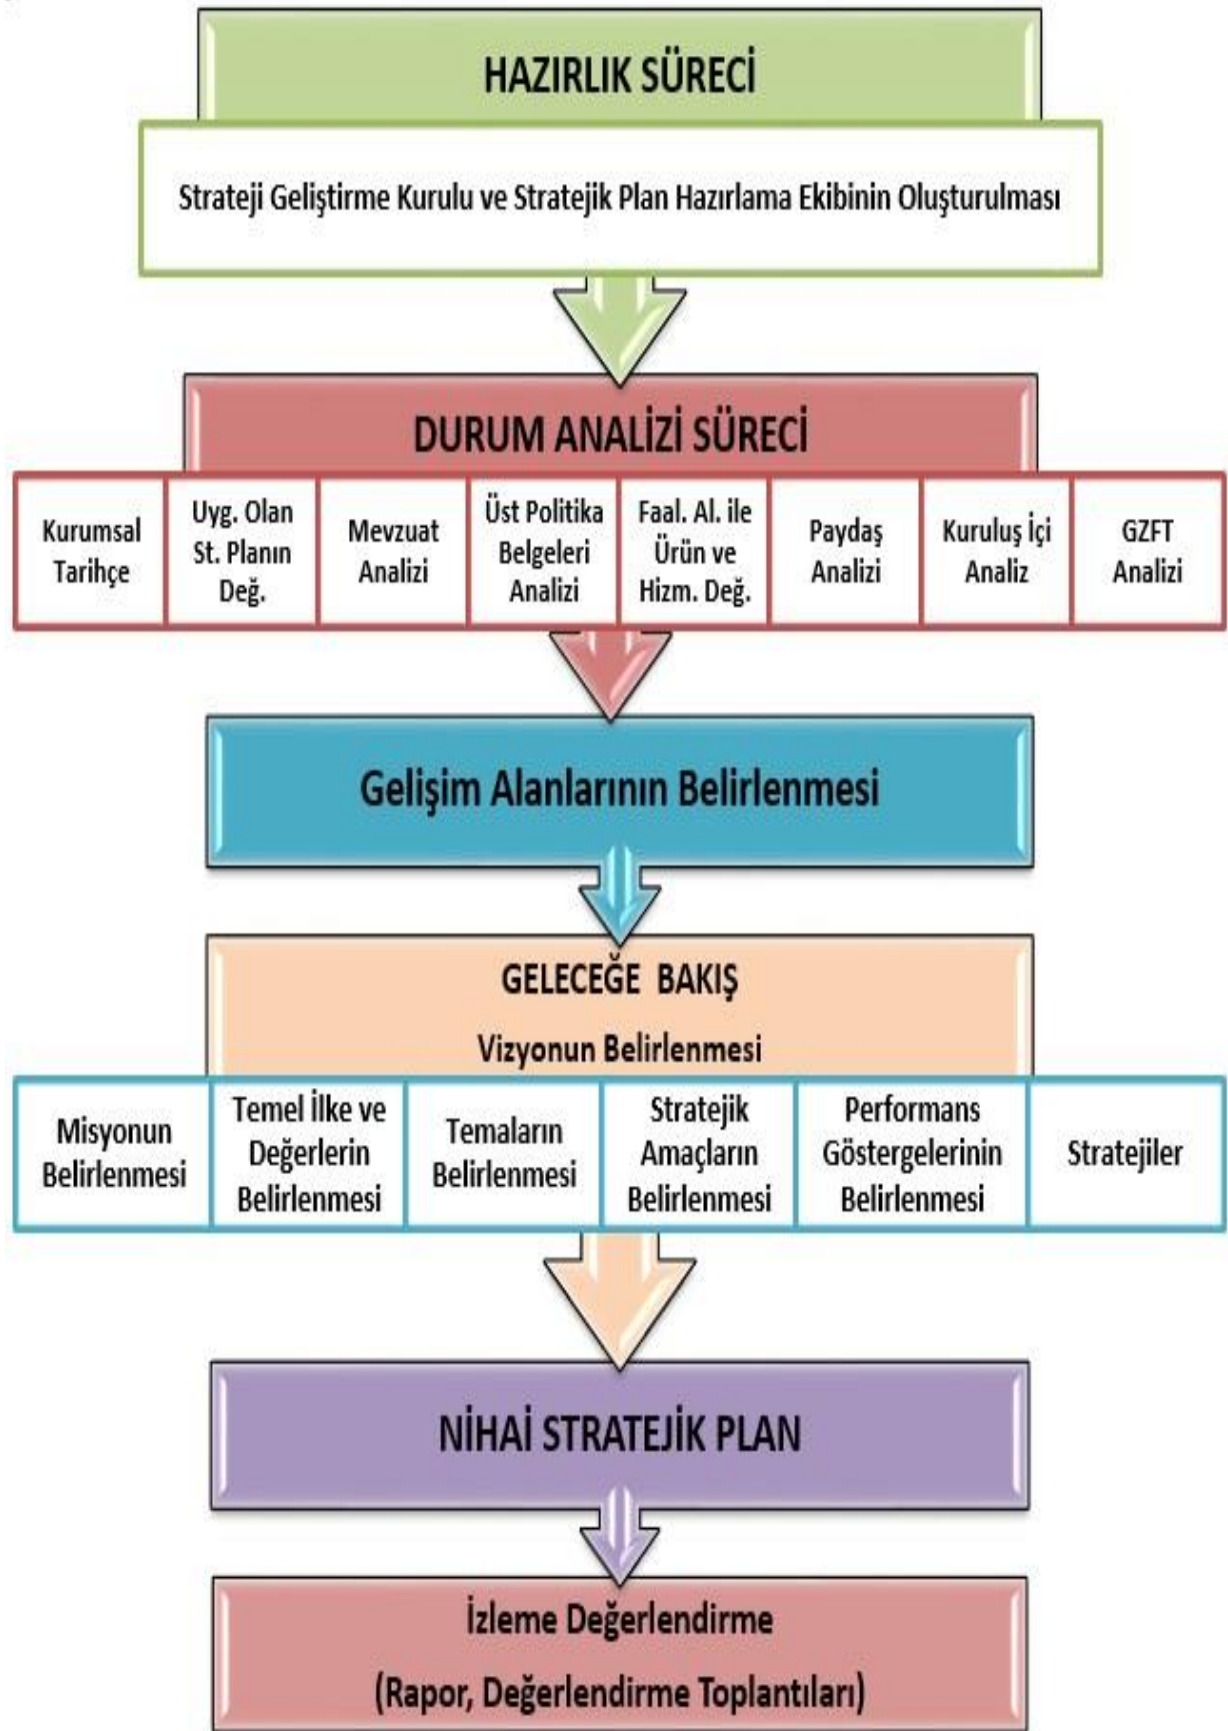 HAZIRLIK SÜRECİ
Strateji Geliştirme Kurulu ve Stratejik Plan Hazırlama Ekibinin Oluşturulması
DURUM ANALİZİ SÜRECİ
Kurumsal
Tarihçe
Uyg. Olan
St. Planın
Değ.
Mevzuat
Analizi
Üst Politika
Belgeleri
Analizi
Faal. Al. ile
Ürün ve
Hizm. Değ.
Paydaş
Analizi
Kuruluş İçi
Analiz
GZFT
Analizi
Gelişim Alanlarının Belirlenmesi
GELECEĞE BAKIŞ
Vizyonun Belirlenmesi
Misyonun
Belirlenmesi
Temel İlke ve
Değerlerin
Belirlenmesi
Temaların
Belirlenmesi
Stratejik
Amaçların
Belirlenmesi
Performans
Göstergelerinin
Belirlenmesi
Stratejiler
NİHAİ STRATEJİK PLAN
İzleme Değerlendirme
(Rapor, Değerlendirme Toplantıları)